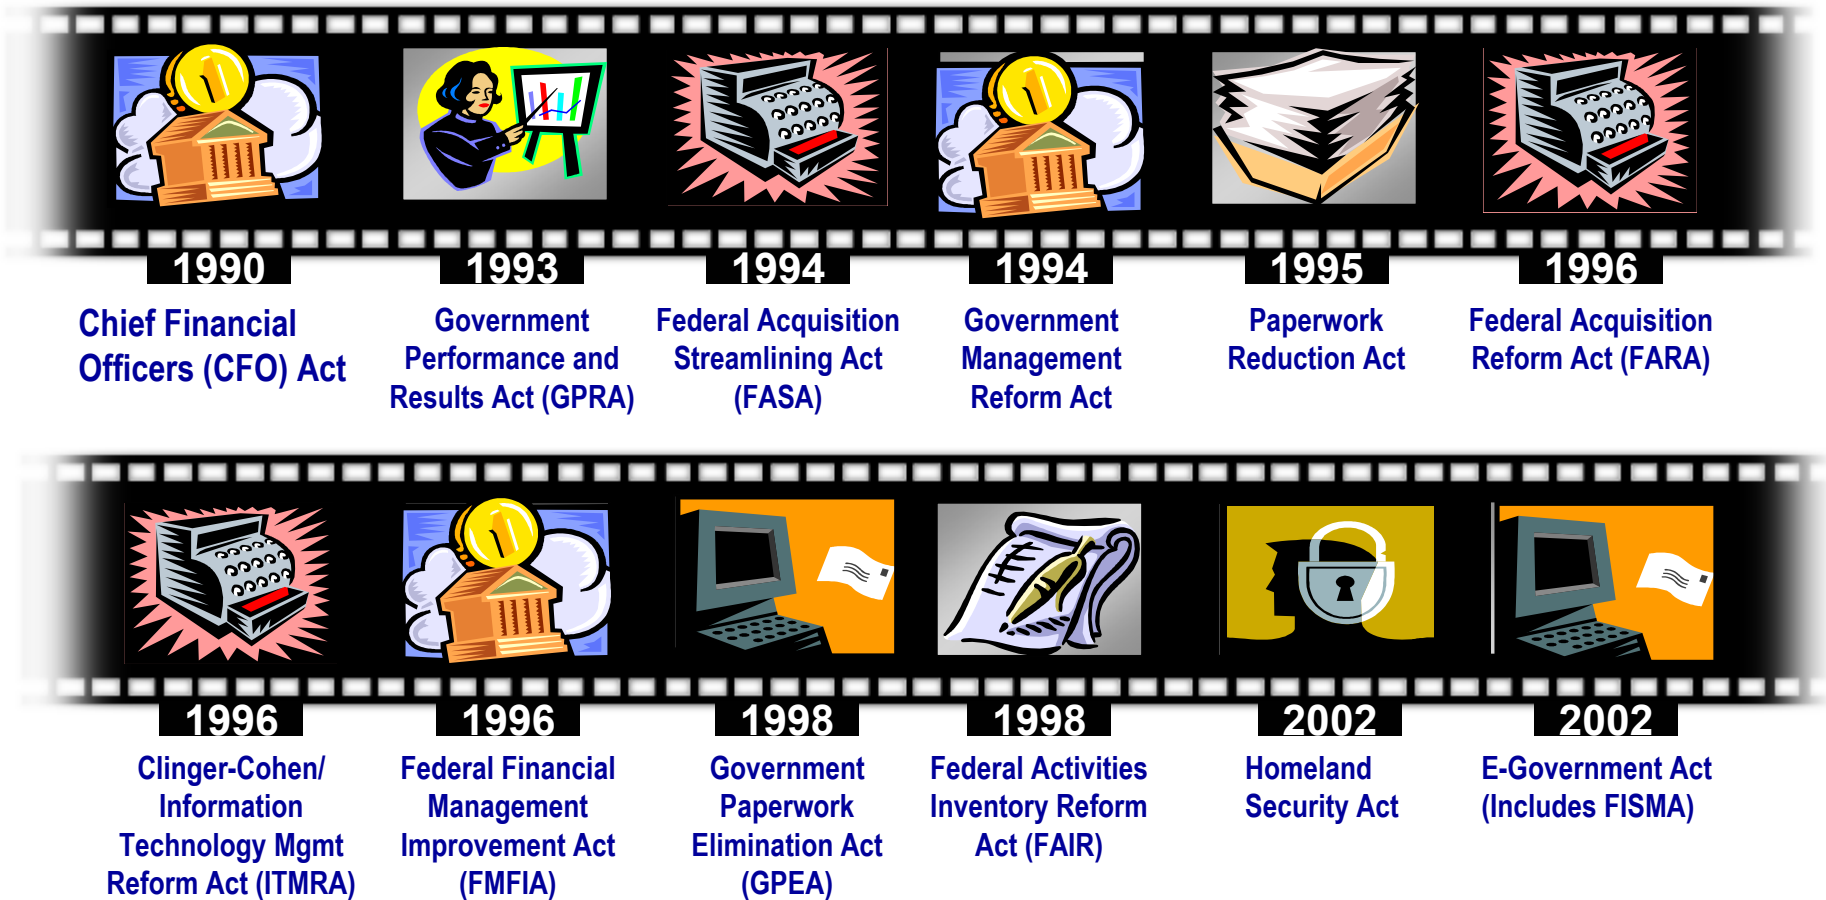 1990
Chief Financial
Officers (CFO) Act
1993
Government
Performance and
Results Act (GPRA)
1994
Federal Acquisition
Streamlining Act
(FASA)
1994
Government
Management
Reform Act
1995
Paperwork
Reduction Act
1996
Federal Acquisition
Reform Act (FARA)
1996
Clinger-Cohen/
Information
Technology Mgmt
Reform Act (ITMRA)
1996
Federal Financial
Management
Improvement Act
(FMFIA)
1998
Government
Paperwork
Elimination Act
(GPEA)
1998
Federal Activities
Inventory Reform
Act (FAIR)
2002
Homeland
Security Act
2002
E-Government Act
(Includes FISMA)